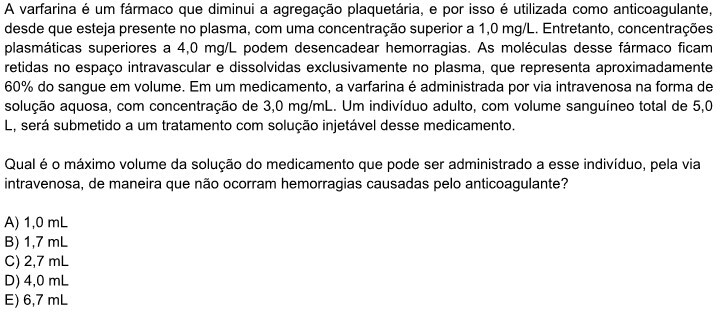 A varfarina é um fármaco que diminui a agregação plaquetária, e por isso é utilizada como anticoagulante,
desde que esteja presente no plasma, com uma concentração superior a 1,0 mg/L. Entretanto, concentrações
plasmáticas superiores a 4,0 mg/L podem desencadear hemorragias. As moléculas desse fármaco ficam
retidas no espaço intravascular e dissolvidas exclusivamente no plasma, que representa aproximadamente
60% do sangue em volume. Em um medicamento, a varfarina é administrada por via intravenosa na forma de
solução aquosa, com concentração de 3,0 mg/mL. Um indivíduo adulto, com volume sanguíneo total de 5,0
L, será submetido a um tratamento com solução injetável desse medicamento.
Qual é o máximo volume da solução do medicamento que pode ser administrado a esse indivíduo, pela via
intravenosa, de maneira que não ocorram hemorragias causadas pelo anticoagulante?
A) 1,0 mL
B) 1,7 mL
C) 2,7 mL
D) 4,0 mL
E) 6,7 mL